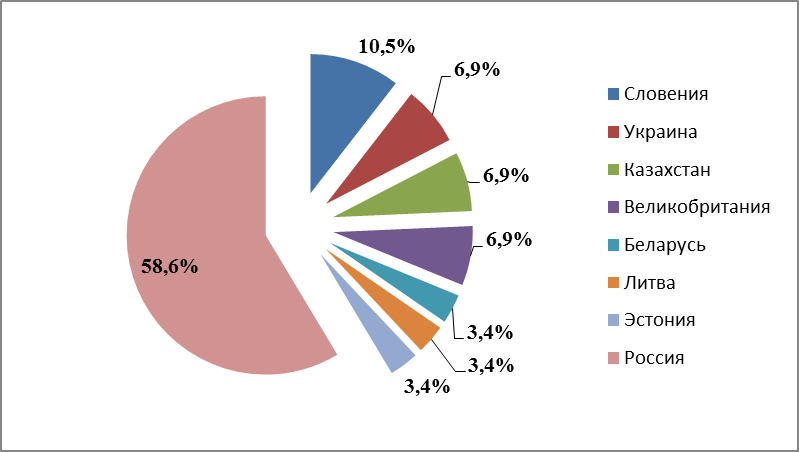 10,5%
6,9%
6,9%
6,9%
3,4%
3,4%
3,4%
58,6%
Словения
Украина
Казахстан
Великобритания
Беларусь
Литва
Эстония
Россия